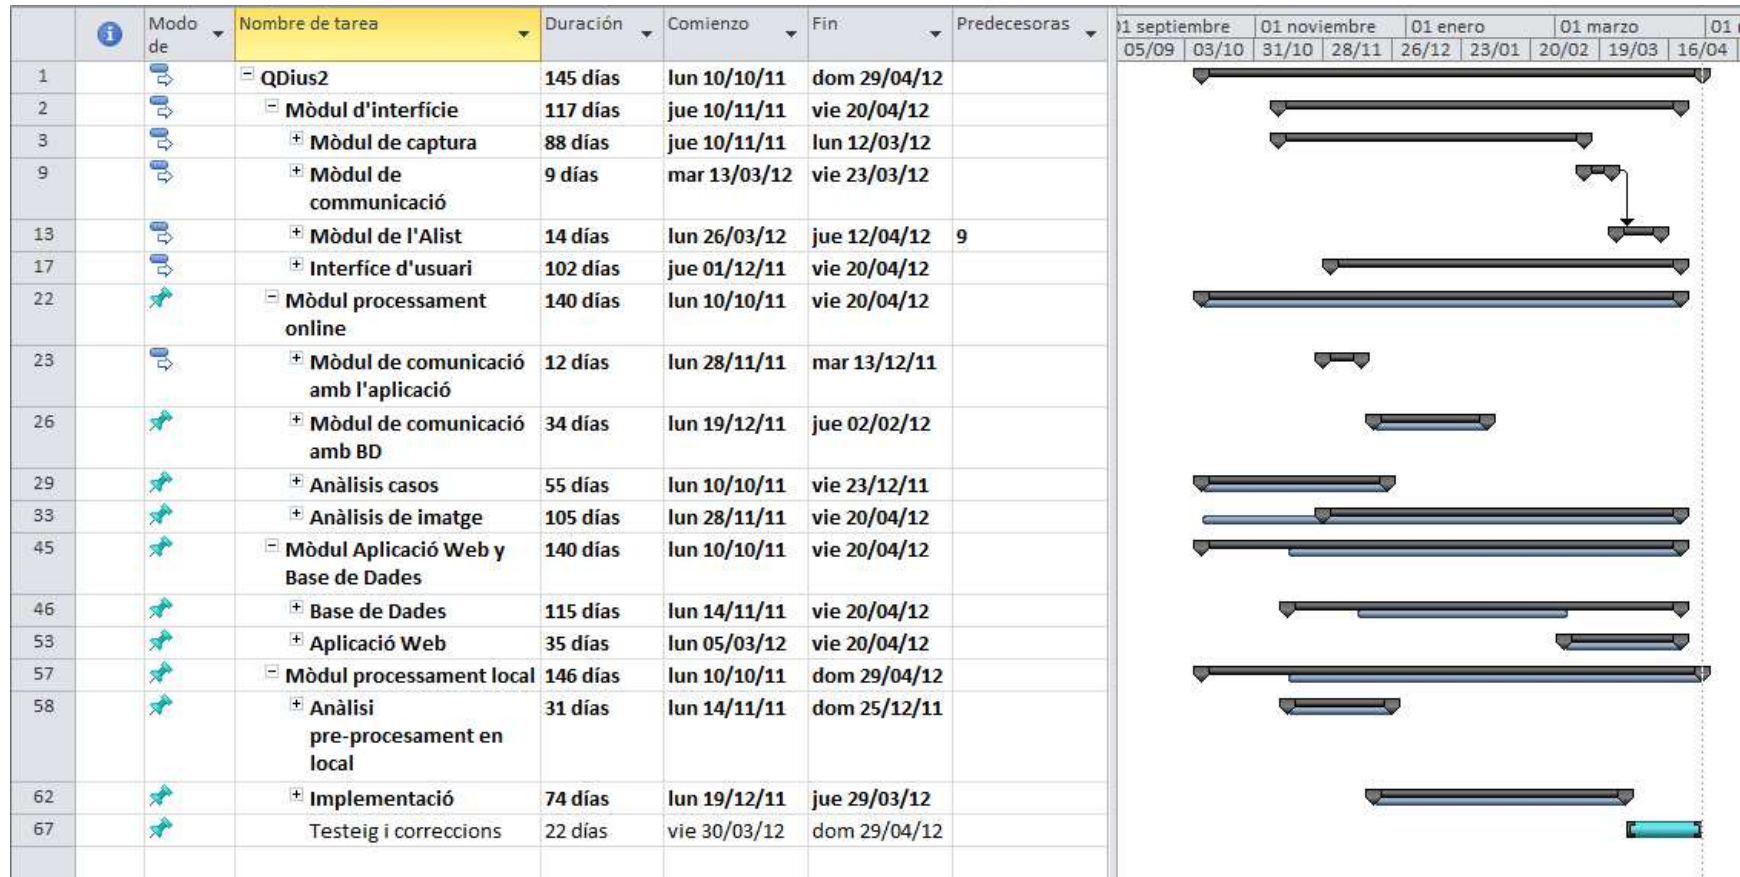 Modo de Nombre de tarea Duración Comienzo Fin Predecesoras
01 septiembre 01 noviembre 01 enero 01 marzo 01
05/09 03/10 31/10 28/11 26/12 23/01 20/02 19/03 16/04
1 QDius2 145 días lun 10/10/11 dom 29/04/12
2 Mòdul d'interfície 117 días jue 10/11/11 vie 20/04/12
3 Mòdul de captura 88 días jue 10/11/11 lun 12/03/12
9 Mòdul de 9 días mar 13/03/12 vie 23/03/12
communicació
13 Mòdul de l'Alist 14 días lun 26/03/12 jue 12/04/12 9
17 Interfíce d'usuari 102 días jue 01/12/11 vie 20/04/12
22 Mòdul processament 140 días lun 10/10/11 vie 20/04/12
online
23 Mòdul de comunicació 12 días lun 28/11/11 mar 13/12/11
amb l'aplicació
26 Mòdul de comunicació 34 días lun 19/12/11 jue 02/02/12
amb BD
29 Anàlisis casos 55 días lun 10/10/11 vie 23/12/11
33 Anàlisis de imatge 105 días lun 28/11/11 vie 20/04/12
45 Mòdul Aplicació Web y 140 días lun 10/10/11 vie 20/04/12
Base de Dades
46 Base de Dades 115 días lun 14/11/11 vie 20/04/12
53 Aplicació Web 35 días lun 05/03/12 vie 20/04/12
57 Mòdul processament local 146 días lun 10/10/11 dom 29/04/12
58 Anàlisi 31 días lun 14/11/11 dom 25/12/11
pre-procesament en
local
62 Implementació 74 días lun 19/12/11 jue 29/03/12
67 Testeig i correccions 22 días vie 30/03/12 dom 29/04/12